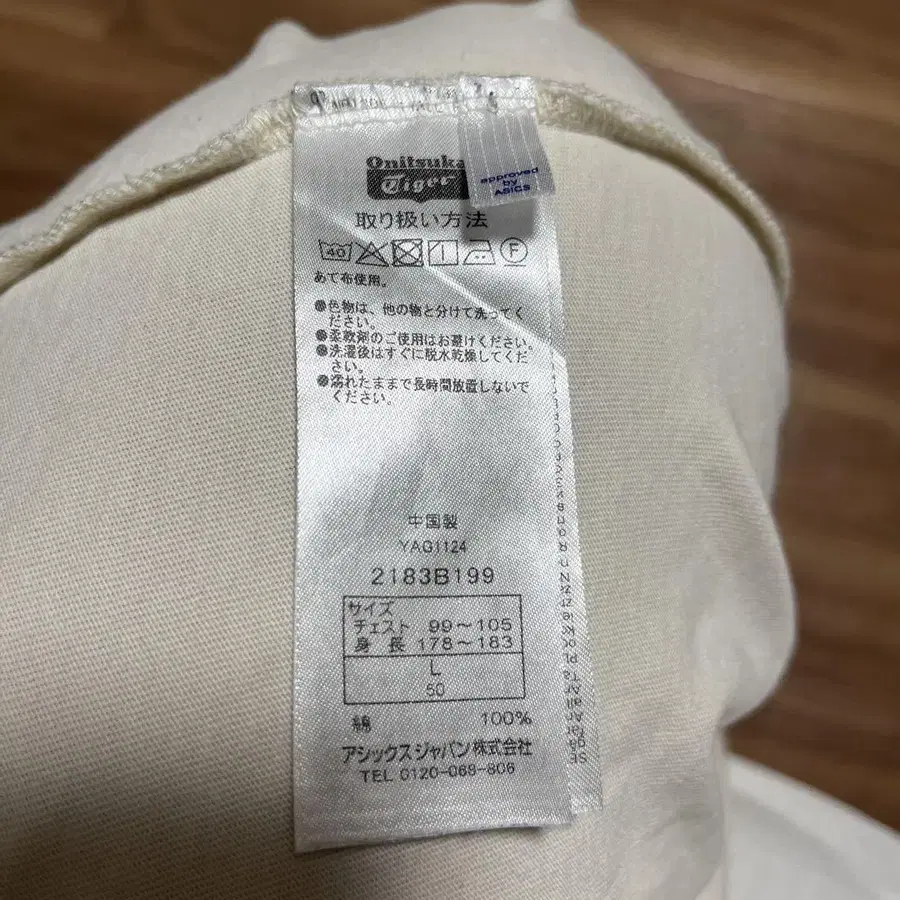 Onitsuka
Tiger
approved
by
ASICS
取り扱い方法
40
F
あて布使用。
●色物は、他の物と分けて洗ってく
ださい。
●柔軟剤のご使用はお避けください。
●洗濯後はすぐに脱水乾燥してくだ
さい。
●濡れたままで長時間放置しないで
ください。
中国製
YAG1124
2183B199
サイズ
チェスト 99~105
身長 178~183
L
50
綿 100%
アシックスジャパン株式会社
TEL 0120-068-806